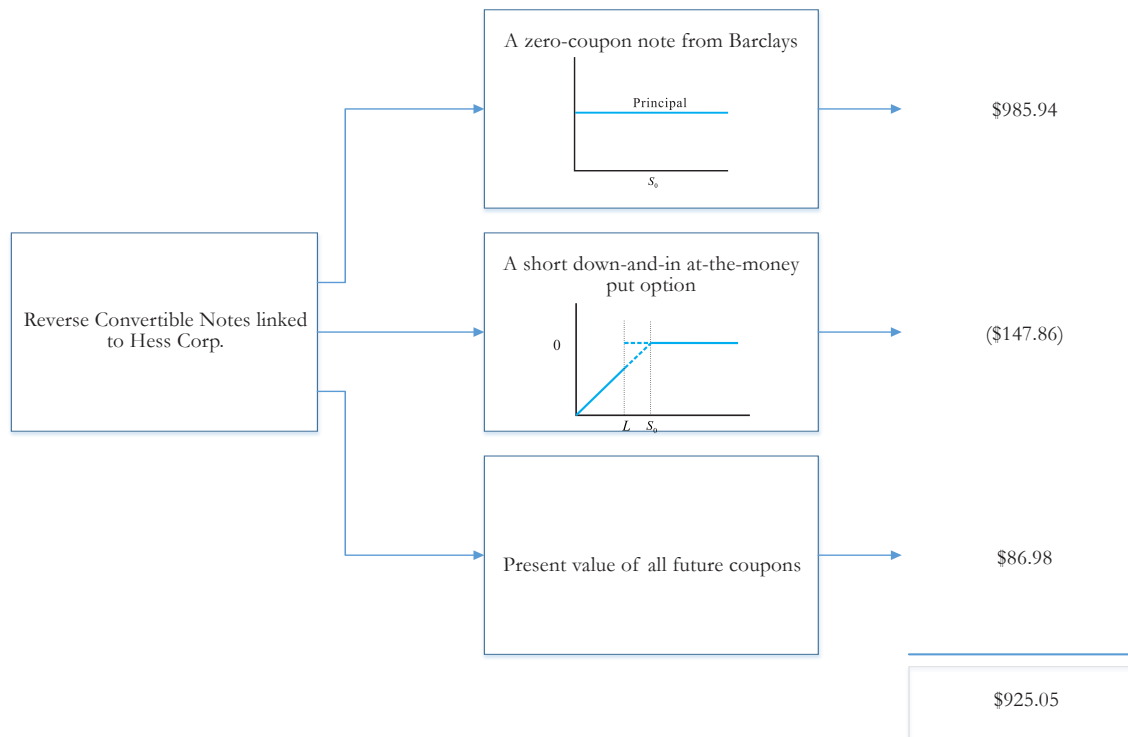 A zero-coupon note from Barclays
Principal
S₀
$985.94
Reverse Convertible Notes linked
to Hess Corp.
A short down-and-in at-the-money
put option
0
L S₀
($147.86)
Present value of all future coupons
$86.98
$925.05